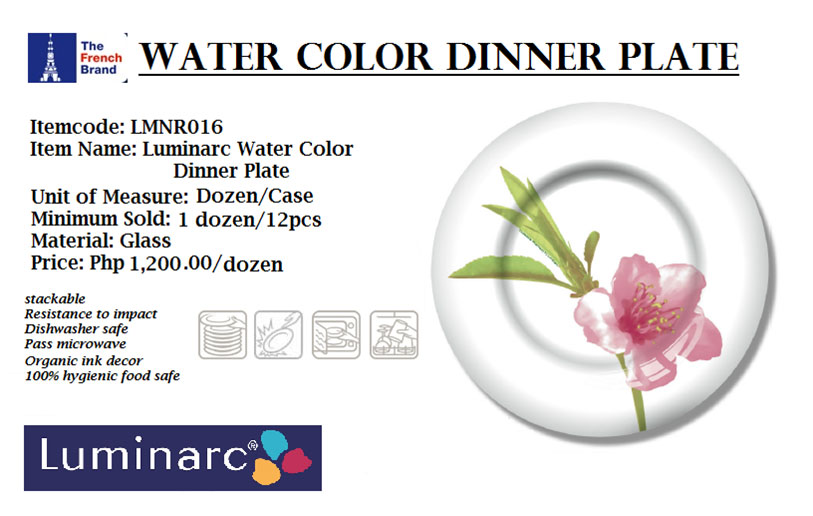 The
French
Brand
WATER COLOR DINNER PLATE
Itemcode: LMNR016
Item Name: Luminarc Water Color
Dinner Plate
Unit of Measure: Dozen/Case
Minimum Sold: 1 dozen/12pcs
Material: Glass
Price: Php 1,200.00/dozen
stackable
Resistance to impact
Dishwasher safe
Pass microwave
Organic ink decor
100% hygienic food safe
Luminarc®